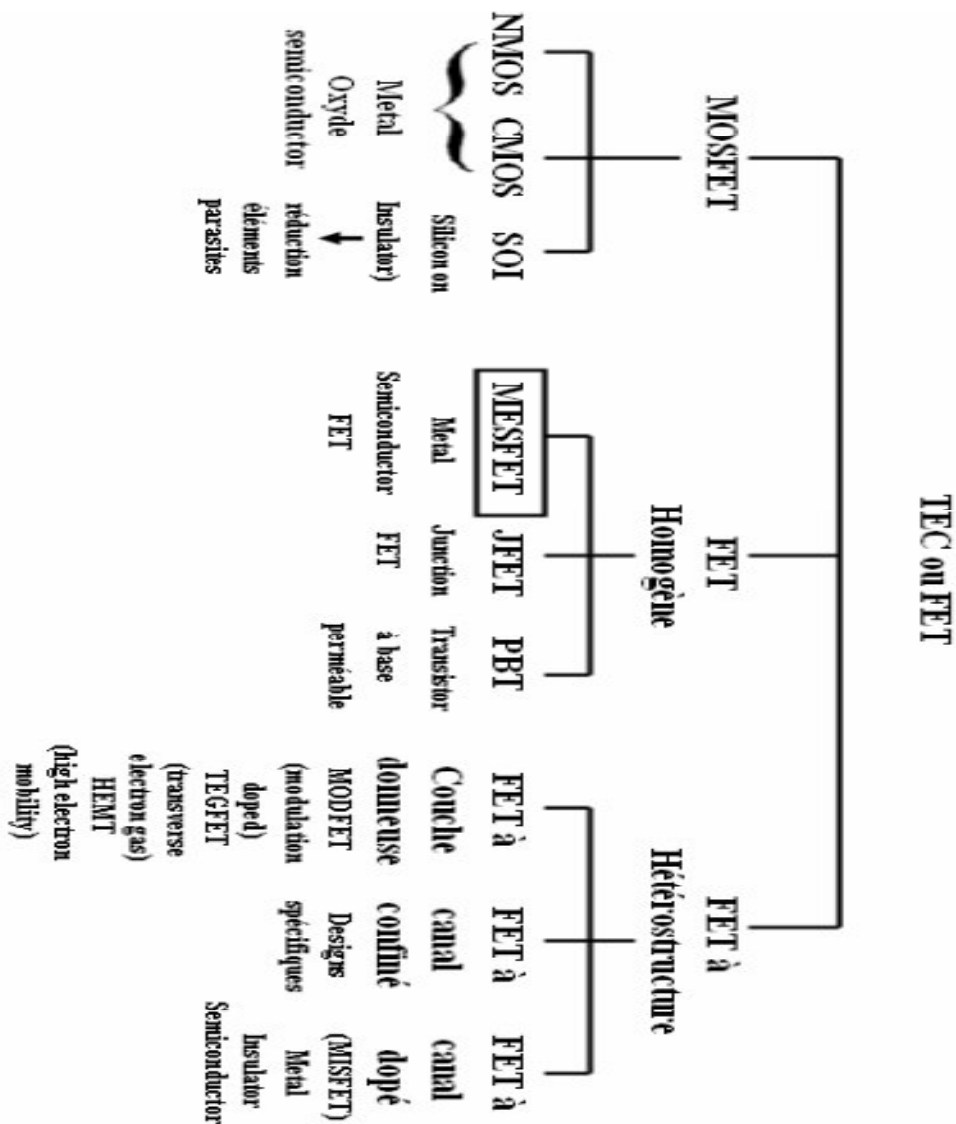 TEC ou FET
MOSFET
FET
Homogène
FET à
Hétérostructure
NMOS CMOS SOI
Metal
Oxyde
semiconductor
Silicon on
Insulator)
réduction
éléments
parasites
MESFET
Metal
Semiconductor
FET
JFET
Junction
FET
PBT
Transistor
à base
perméable
FET à
Couche
donneuse
MODFET
(modulation
doped)
TEGFET
(transverse
electron gas)
HEMT
(high electron
mobility)
FET à
canal
confiné
Designs
spécifiques
FET à
canal
dopé
(MISFET)
Metal
Insulator
Semiconductor